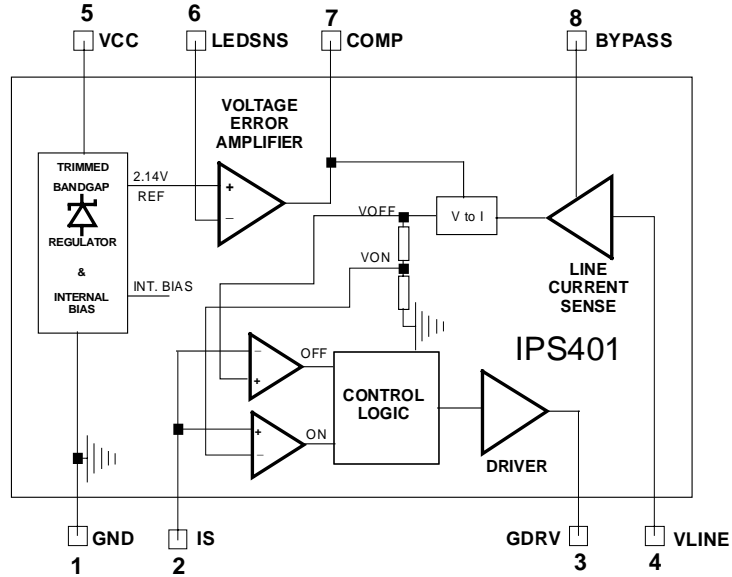 5
6
7
8
VCC
LEDSNS
COMP
BYPASS
VOLTAGE
ERROR
AMPLIFIER
TRIMMED
BANDGAP
REGULATOR
&
INTERNAL
BIAS
2.14V
REF
INT. BIAS
+
−
VOFF
V to I
VON
LINE
CURRENT
SENSE
IPS401
−
+
OFF
+
−
ON
CONTROL
LOGIC
DRIVER
GND
IS
GDRV
VLINE
1
2
3
4